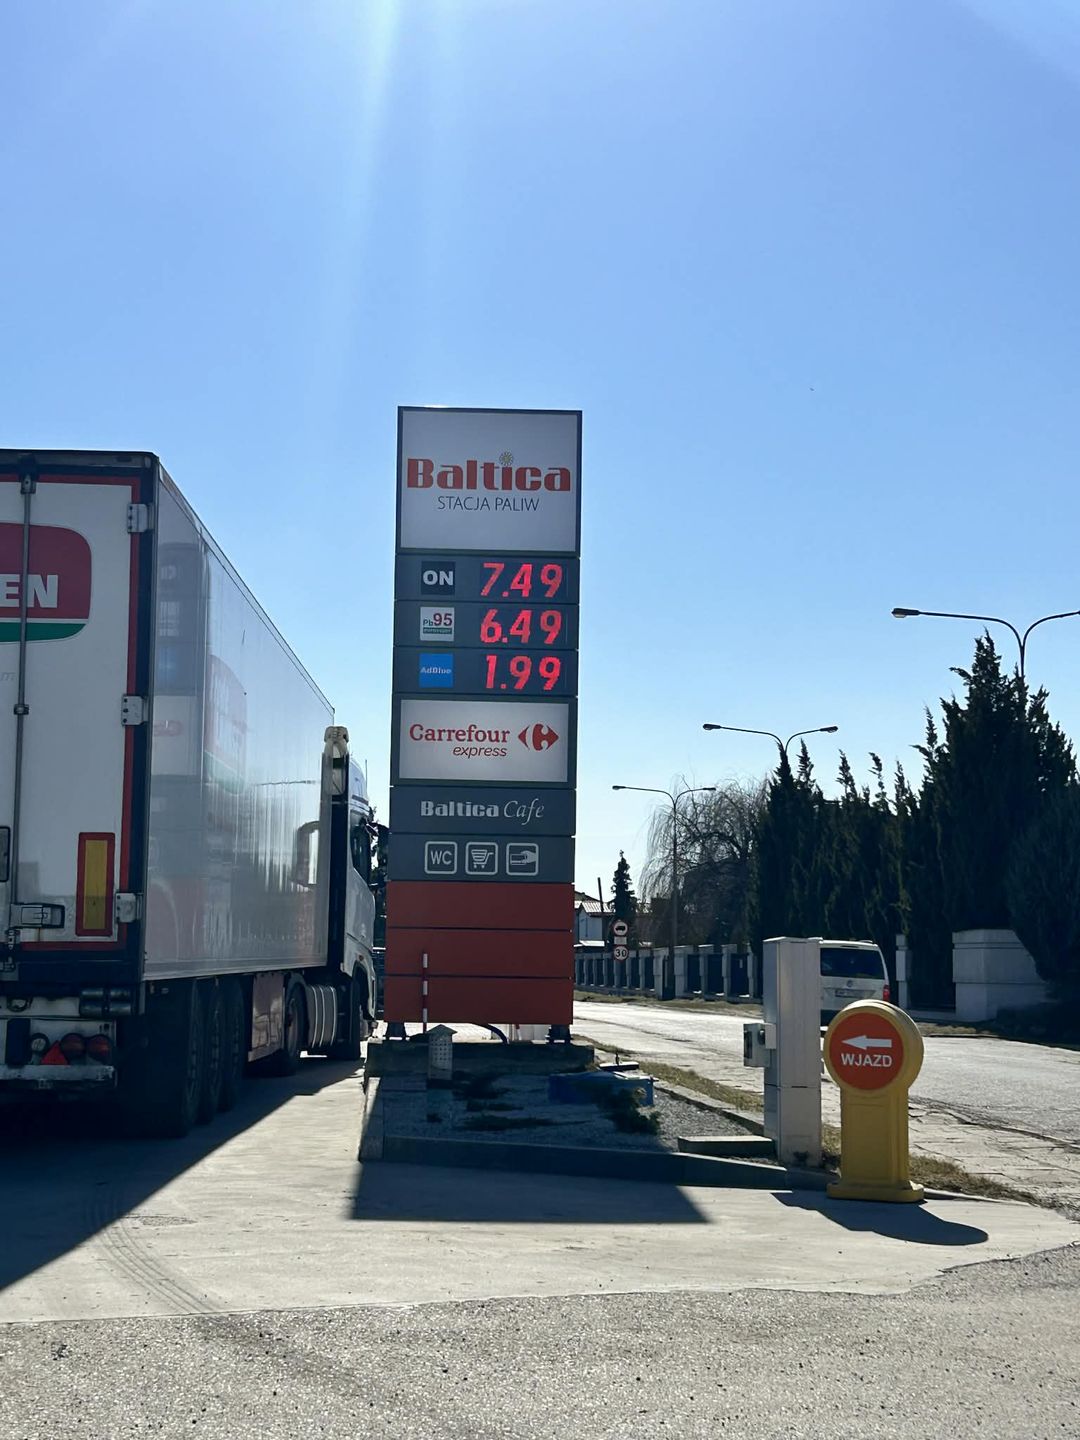 EN
Baltica
STACJA PALIW
ON 7.49
Pb95 6.49
AdBlue 1.99
Carrefour
express
Baltica Cafe
WC
30
WJAZD